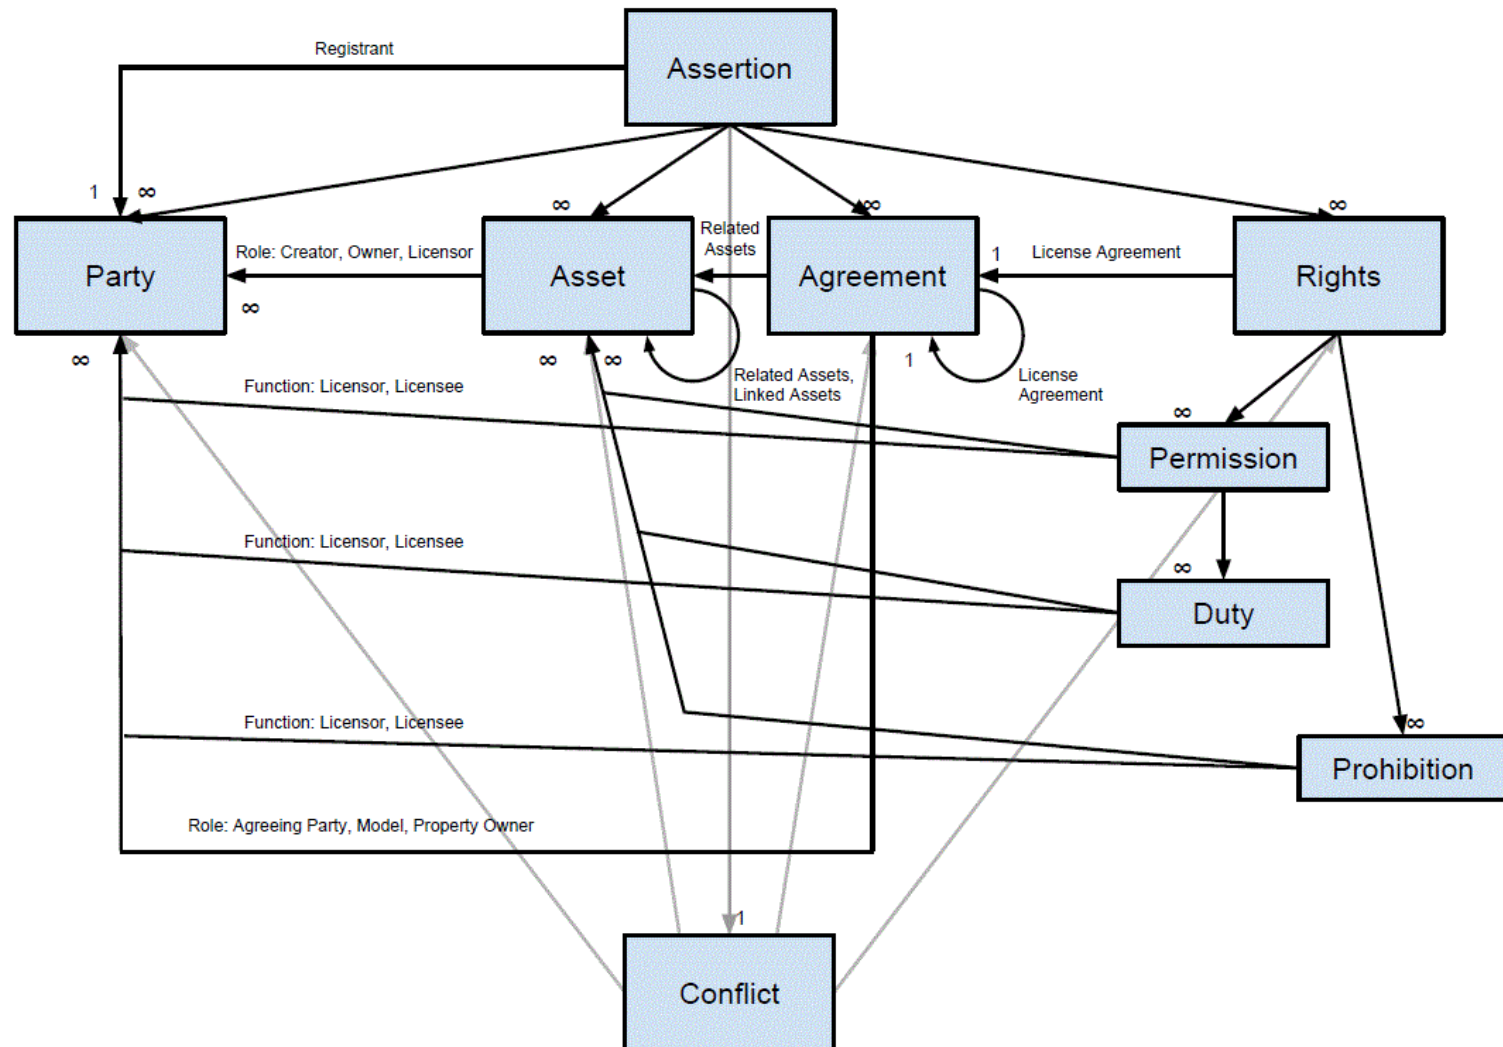 Assertion
Registrant
1
∞
∞
∞
∞
Party
Role: Creator, Owner, Licensor
∞
Asset
Related
Assets
Agreement
1
License Agreement
Rights
∞
∞
∞
Related Assets,
Linked Assets
1
License
Agreement
Function: Licensor, Licensee
∞
Permission
Function: Licensor, Licensee
∞
Duty
Function: Licensor, Licensee
∞
Prohibition
Role: Agreeing Party, Model, Property Owner
1
Conflict